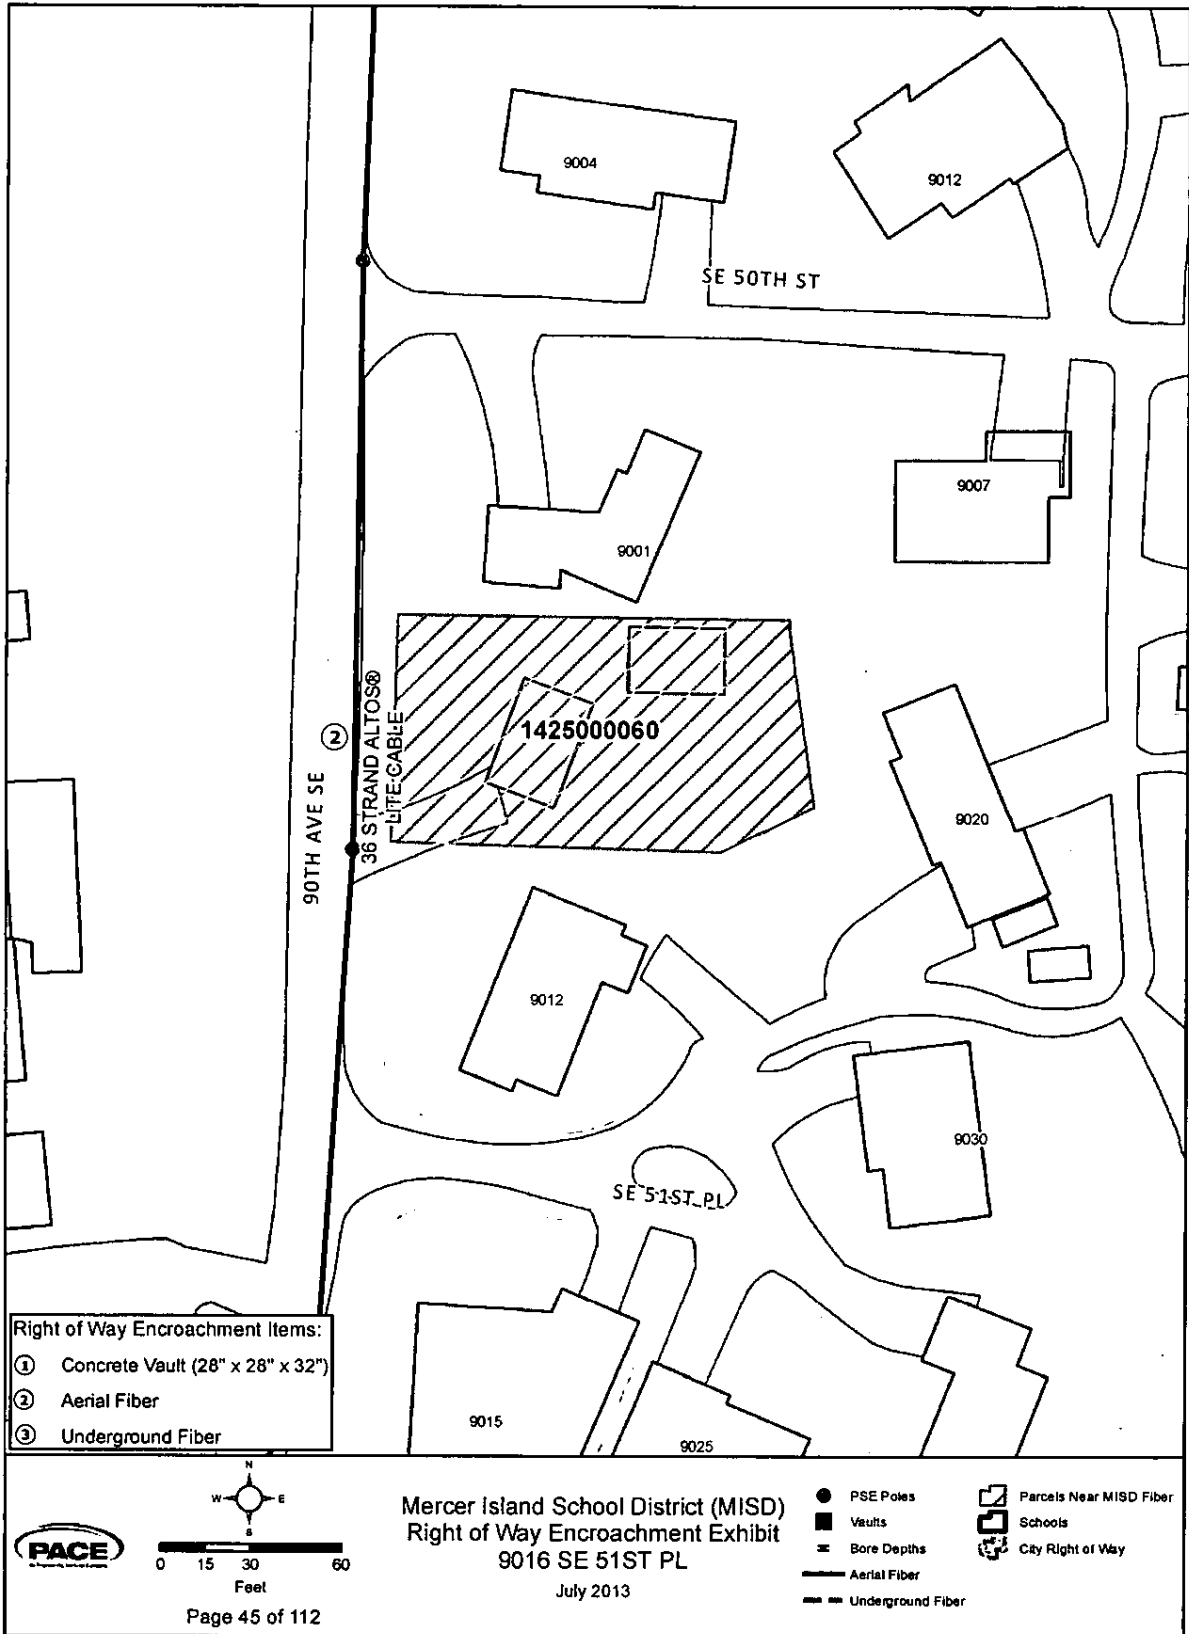 9004
9012
SE 50TH ST
9007
9001
1425000060
36 STRAND ALTOS®
LITE CABLE
②
90TH AVE SE
9020
9012
9030
SE 51ST PL
9015
9025
Right of Way Encroachment Items:
① Concrete Vault (28" x 28" x 32")
② Aerial Fiber
③ Underground Fiber
N
W E
S
PACE
0 15 30 60
Feet
Page 45 of 112
Mercer Island School District (MISD)
Right of Way Encroachment Exhibit
9016 SE 51ST PL
July 2013
PSE Poles
Vaults
Bore Depths
Aerial Fiber
Underground Fiber
Parcels Near MISD Fiber
Schools
City Right of Way